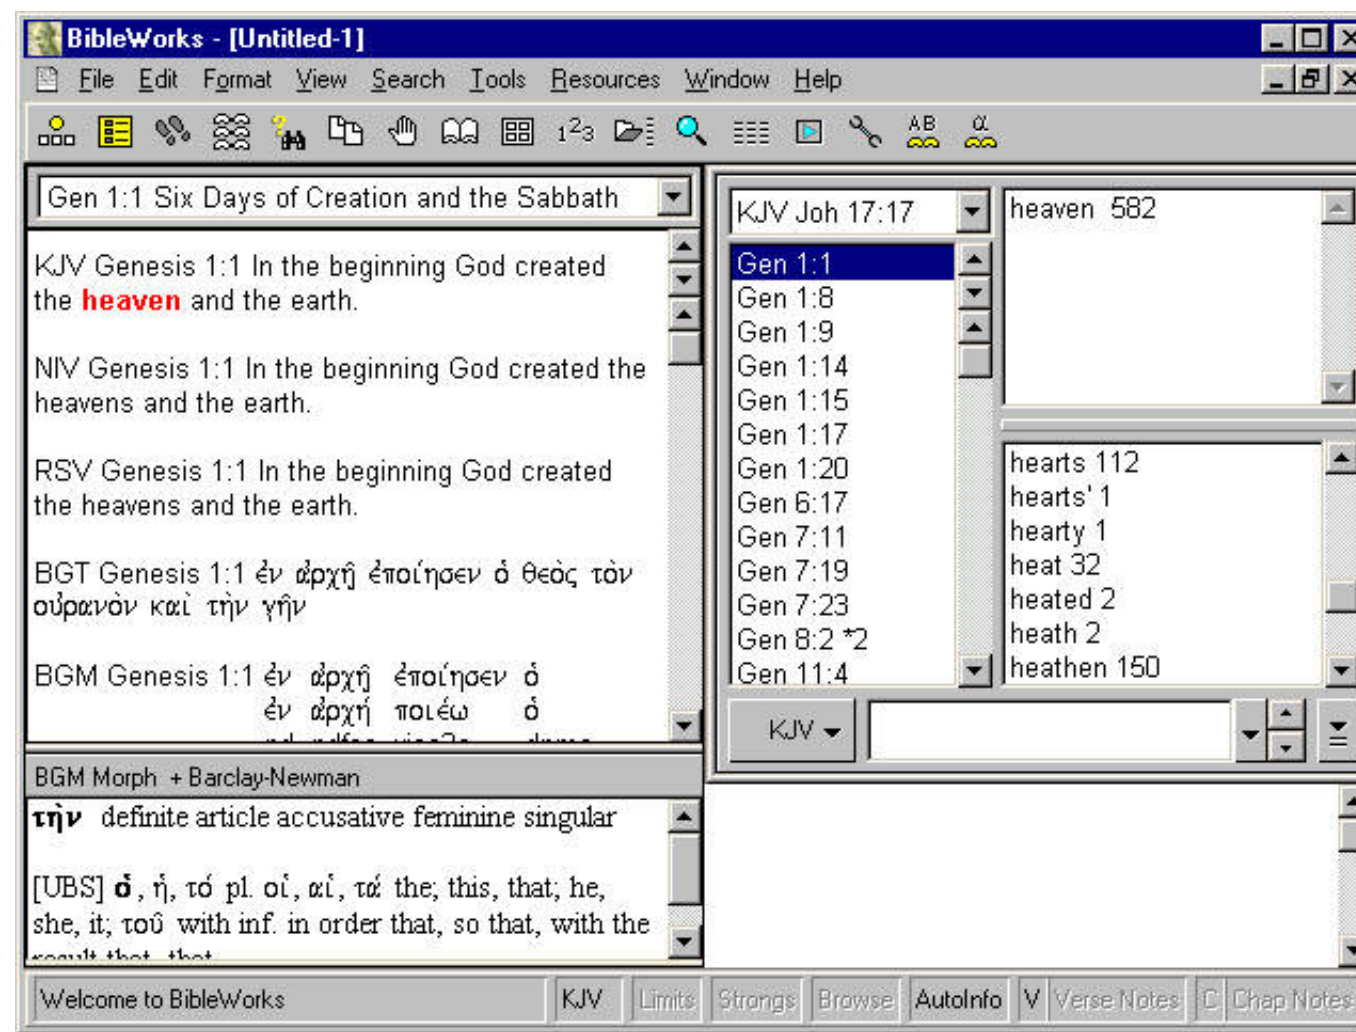 BibleWorks - [Untitled-1]
File Edit Format View Search Tools Resources Window Help
1²3 AB α
Gen 1:1 Six Days of Creation and the Sabbath
KJV Genesis 1:1 In the beginning God created
the heaven and the earth.
NIV Genesis 1:1 In the beginning God created the
heavens and the earth.
RSV Genesis 1:1 In the beginning God created
the heavens and the earth.
BGT Genesis 1:1 ἐν ἀρχῇ ἐποίησεν ὁ θεὸς τὸν
οὐρανὸν καὶ τὴν γῆν
BGM Genesis 1:1 ἐν ἀρχῇ ἐποίησεν ὁ
ἐν ἀρχή ποιέω ὁ
BGM Morph + Barclay-Newman
τὴν definite article accusative feminine singular
[UBS] ὁ, ἡ, τό pl. οἱ, αἱ, τά the; this, that; he,
she, it; τοῦ with inf. in order that, so that, with the
result that, that
KJV Joh 17:17
Gen 1:1
Gen 1:8
Gen 1:9
Gen 1:14
Gen 1:15
Gen 1:17
Gen 1:20
Gen 6:17
Gen 7:11
Gen 7:19
Gen 7:23
Gen 8:2 *2
Gen 11:4
heaven 582
hearts 112
hearts' 1
hearty 1
heat 32
heated 2
heath 2
heathen 150
KJV
Welcome to BibleWorks KJV Limits Strongs Browse AutoInfo V Verse Notes C Chap Notes